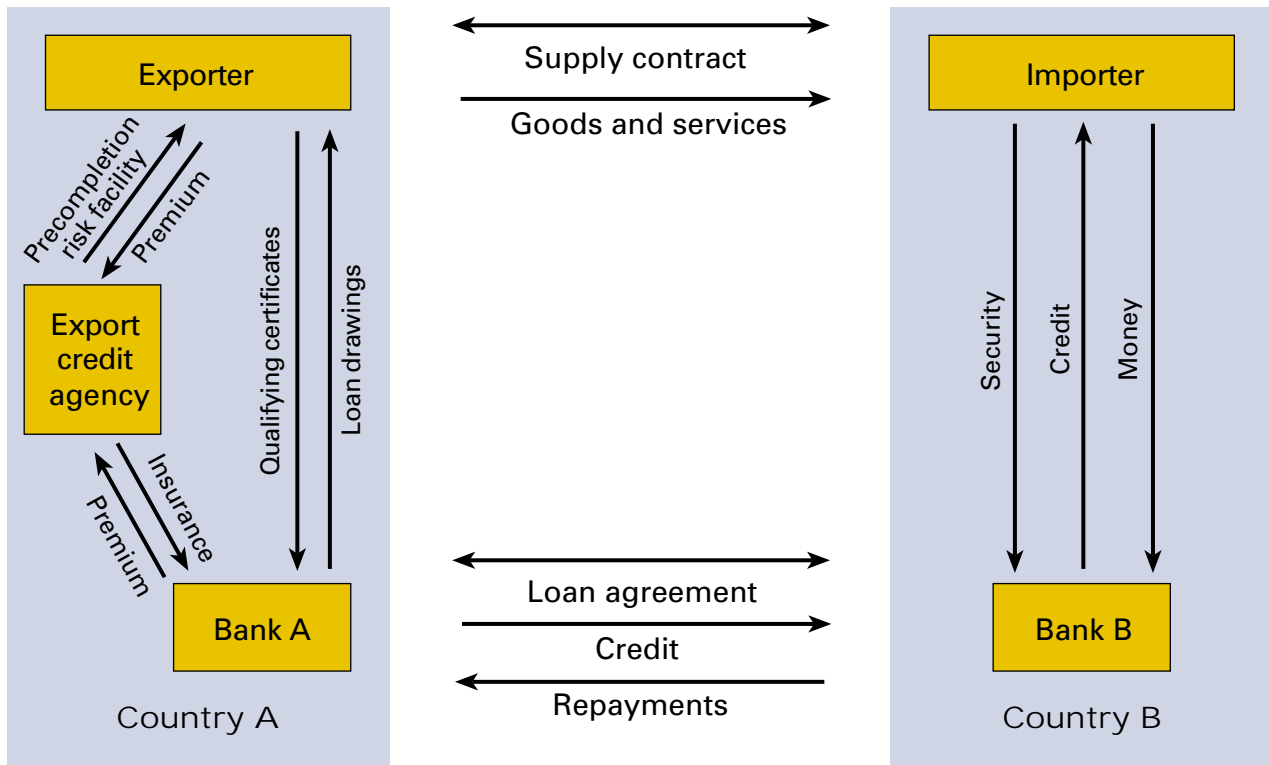 Exporter
Supply contract
Importer
Goods and services
Precompletion
risk facility
Premium
Qualifying certificates
Loan drawings
Security
Credit
Money
Export
credit
agency
Insurance
Premium
Loan agreement
Bank A
Bank B
Credit
Repayments
Country A
Country B